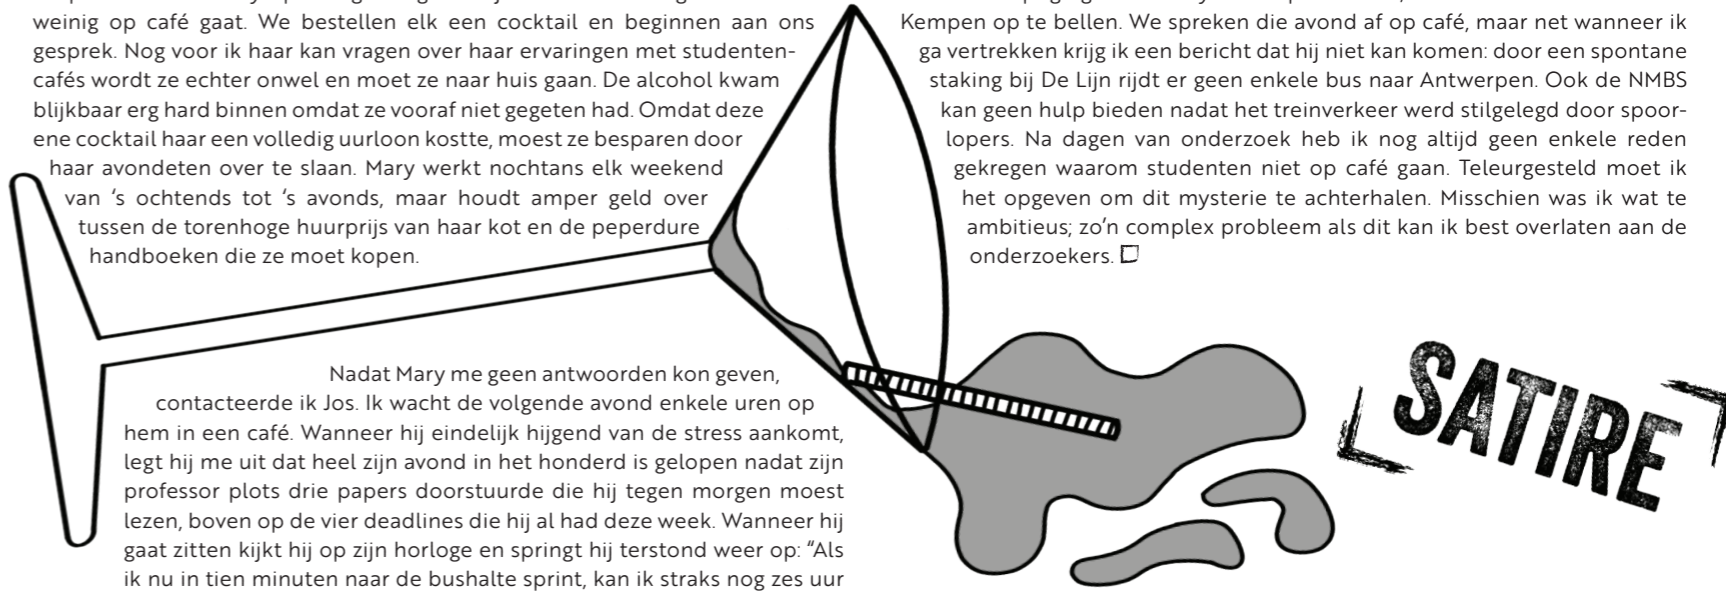 weinig op café gaat. We bestellen elk een cocktail en beginnen aan ons
gesprek. Nog voor ik haar kan vragen over haar ervaringen met studenten-
cafés wordt ze echter onwel en moet ze naar huis gaan. De alcohol kwam
blijkbaar erg hard binnen omdat ze vooraf niet gegeten had. Omdat deze
ene cocktail haar een volledig uurloon kostte, moest ze besparen door
haar avondeten over te slaan. Mary werkt nochtans elk weekend
van ‘s ochtends tot ‘s avonds, maar houdt amper geld over
tussen de torenhoge huurprijs van haar kot en de peperdure
handboeken die ze moet kopen.
Nadat Mary me geen antwoorden kon geven,
contacteerde ik Jos. Ik wacht de volgende avond enkele uren op
hem in een café. Wanneer hij eindelijk hijgend van de stress aankomt,
legt hij me uit dat heel zijn avond in het honderd is gelopen nadat zijn
professor plots drie papers doorstuurde die hij tegen morgen moest
lezen, boven op de vier deadlines die hij al had deze week. Wanneer hij
gaat zitten kijkt hij op zijn horloge en springt hij terstond weer op: “Als
ik nu in tien minuten naar de bushalte sprint, kan ik straks nog zes uur
Kempen op te bellen. We spreken die avond af op café, maar net wanneer ik
ga vertrekken krijg ik een bericht dat hij niet kan komen: door een spontane
staking bij De Lijn rijdt er geen enkele bus naar Antwerpen. Ook de NMBS
kan geen hulp bieden nadat het treinverkeer werd stilgelegd door spoor-
lopers. Na dagen van onderzoek heb ik nog altijd geen enkele reden
gekregen waarom studenten niet op café gaan. Teleurgesteld moet ik
het opgeven om dit mysterie te achterhalen. Misschien was ik wat te
ambitieus; zo’n complex probleem als dit kan ik best overlaten aan de
onderzoekers.
SATIRE